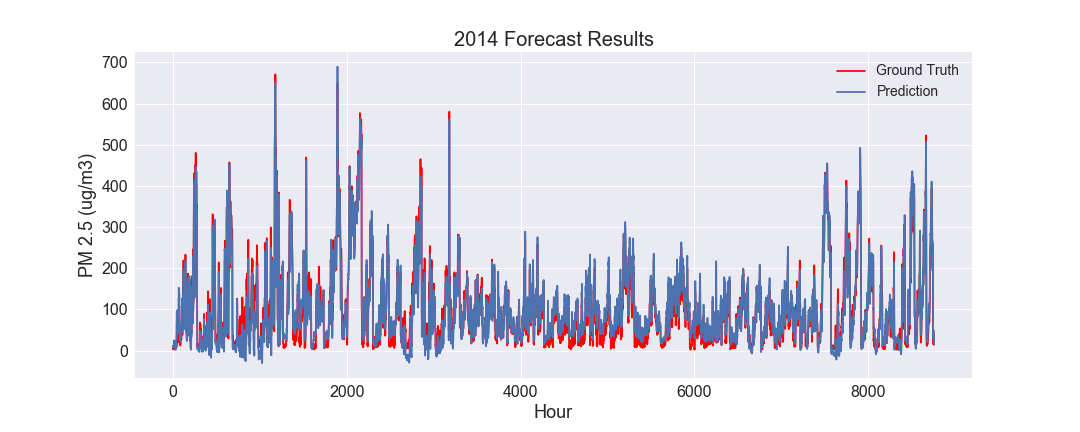 2014 Forecast Results
700
600
500
400
300
200
100
0
PM 2.5 (ug/m3)
Ground Truth
Prediction
0 2000 4000 6000 8000
Hour